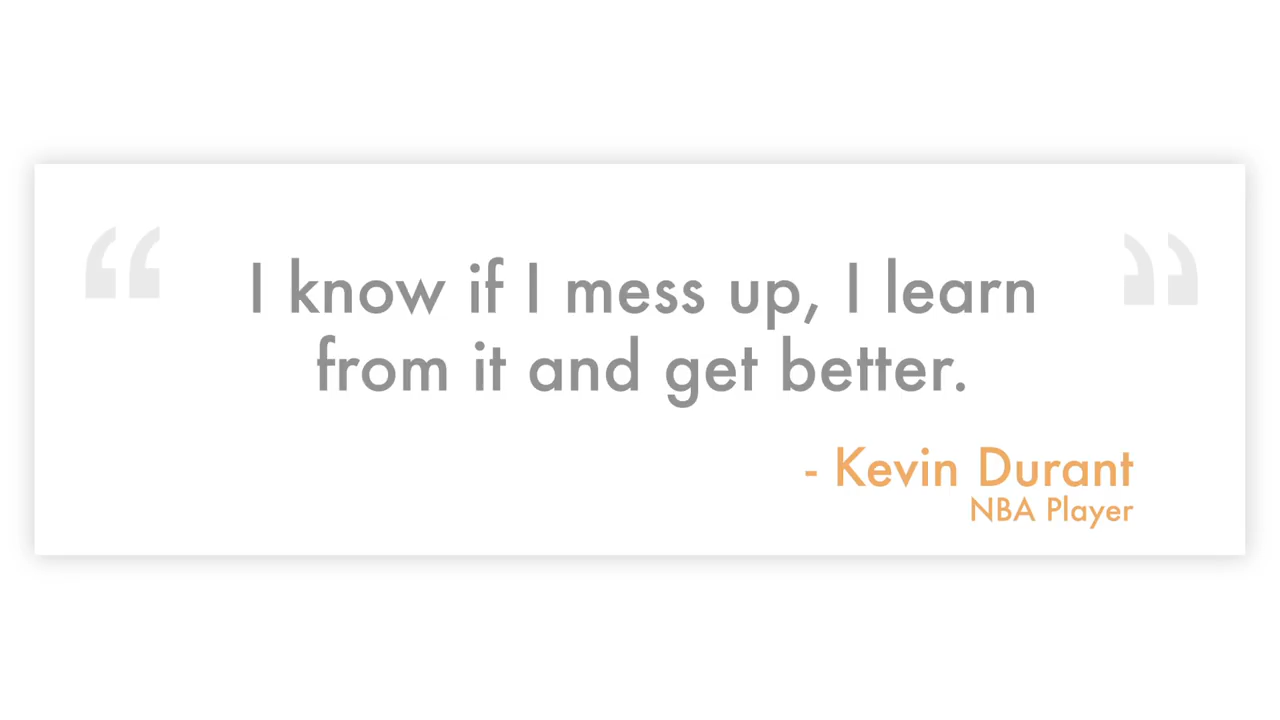 “ ”
I know if I mess up, I learn
from it and get better.
- Kevin Durant
NBA Player